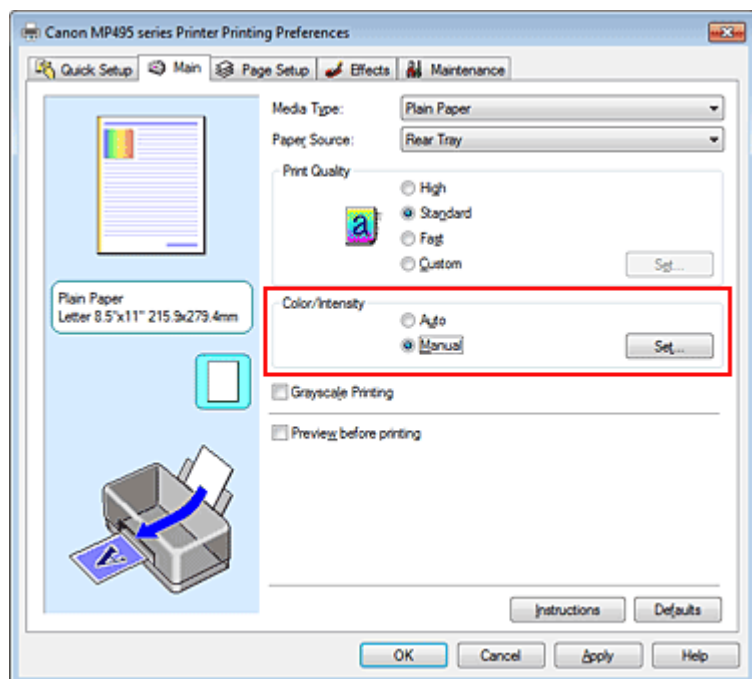 Canon MP495 series Printer Printing Preferences
Quick Setup Main Page Setup Effects Maintenance
Media Type: Plain Paper
Paper Source: Rear Tray
Print Quality
High
a
Standard
Fast
Custom Set...
Plain Paper
Letter 8.5"x11" 215.9x279.4mm
Color/Intensity
Auto
Manual Set...
Grayscale Printing
Preview before printing
A
Instructions Defaults
OK Cancel Apply Help